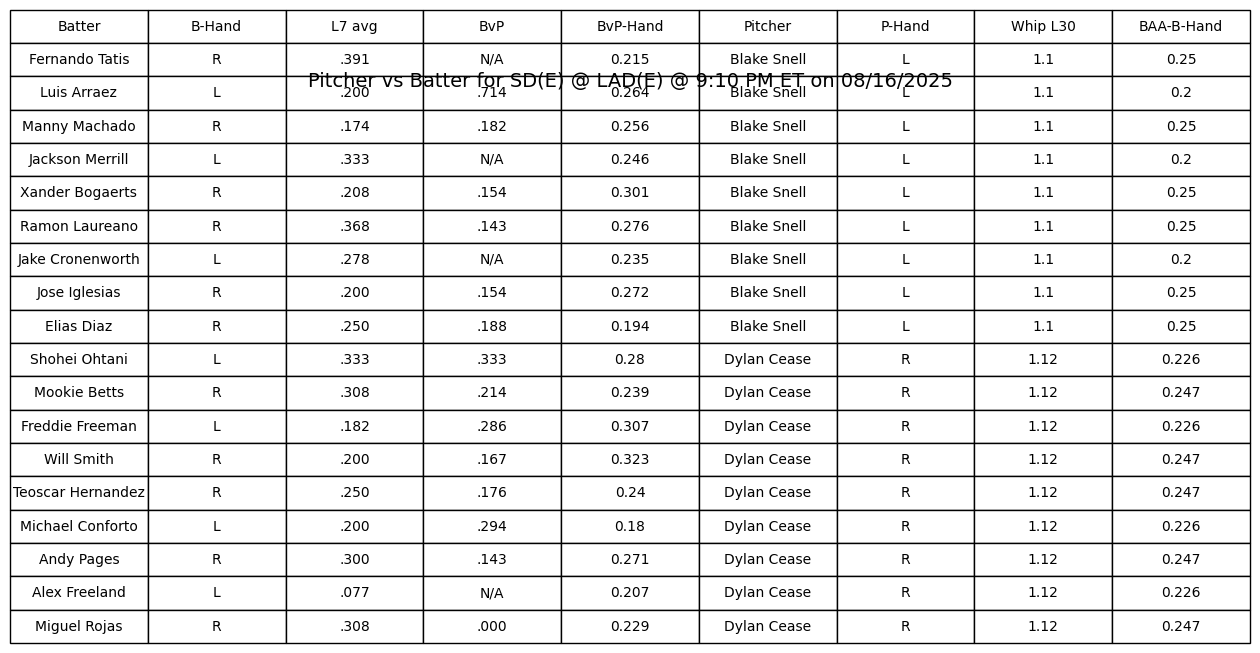 Batter B-Hand L7 avg BvP BvP-Hand Pitcher P-Hand Whip L30 BAA-B-Hand
Fernando Tatis R .391 N/A 0.215 Blake Snell L 1.1 0.25
Pitcher vs Batter for SD(E) @ LAD(E) @ 9:10 PM ET on 08/16/2025
Luis Arraez L .200 .714 0.264 Blake Snell L 1.1 0.2
Manny Machado R .174 .182 0.256 Blake Snell L 1.1 0.25
Jackson Merrill L .333 N/A 0.246 Blake Snell L 1.1 0.2
Xander Bogaerts R .208 .154 0.301 Blake Snell L 1.1 0.25
Ramon Laureano R .368 .143 0.276 Blake Snell L 1.1 0.25
Jake Cronenworth L .278 N/A 0.235 Blake Snell L 1.1 0.2
Jose Iglesias R .200 .154 0.272 Blake Snell L 1.1 0.25
Elias Diaz R .250 .188 0.194 Blake Snell L 1.1 0.25
Shohei Ohtani L .333 .333 0.28 Dylan Cease R 1.12 0.226
Mookie Betts R .308 .214 0.239 Dylan Cease R 1.12 0.247
Freddie Freeman L .182 .286 0.307 Dylan Cease R 1.12 0.226
Will Smith R .200 .167 0.323 Dylan Cease R 1.12 0.247
Teoscar Hernandez R .250 .176 0.24 Dylan Cease R 1.12 0.247
Michael Conforto L .200 .294 0.18 Dylan Cease R 1.12 0.226
Andy Pages R .300 .143 0.271 Dylan Cease R 1.12 0.247
Alex Freeland L .077 N/A 0.207 Dylan Cease R 1.12 0.226
Miguel Rojas R .308 .000 0.229 Dylan Cease R 1.12 0.247